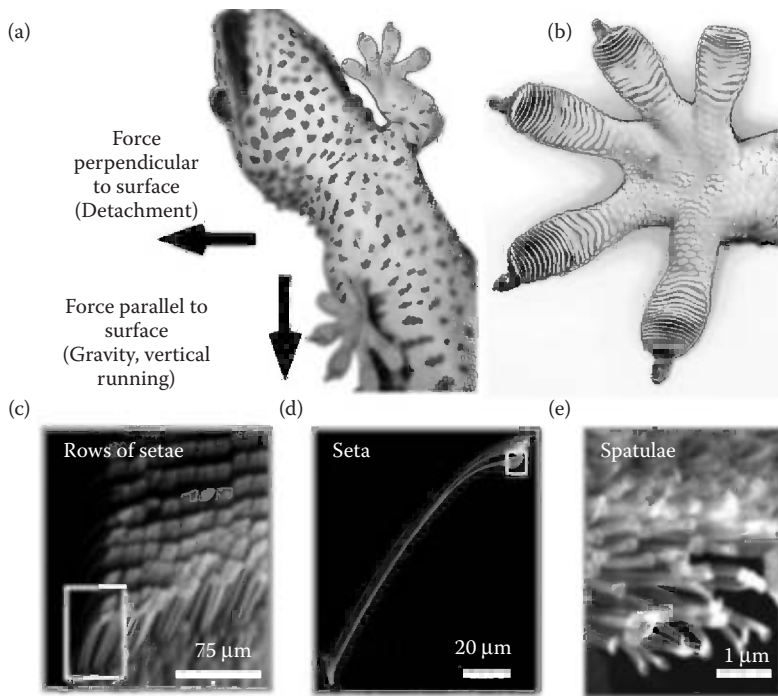 (a)
Force
perpendicular
to surface
(Detachment)
Force parallel to
surface
(Gravity, vertical
running)
(b)
(c)
Rows of setae
75 μm
(d)
Seta
20 μm
(e)
Spatulae
1 μm